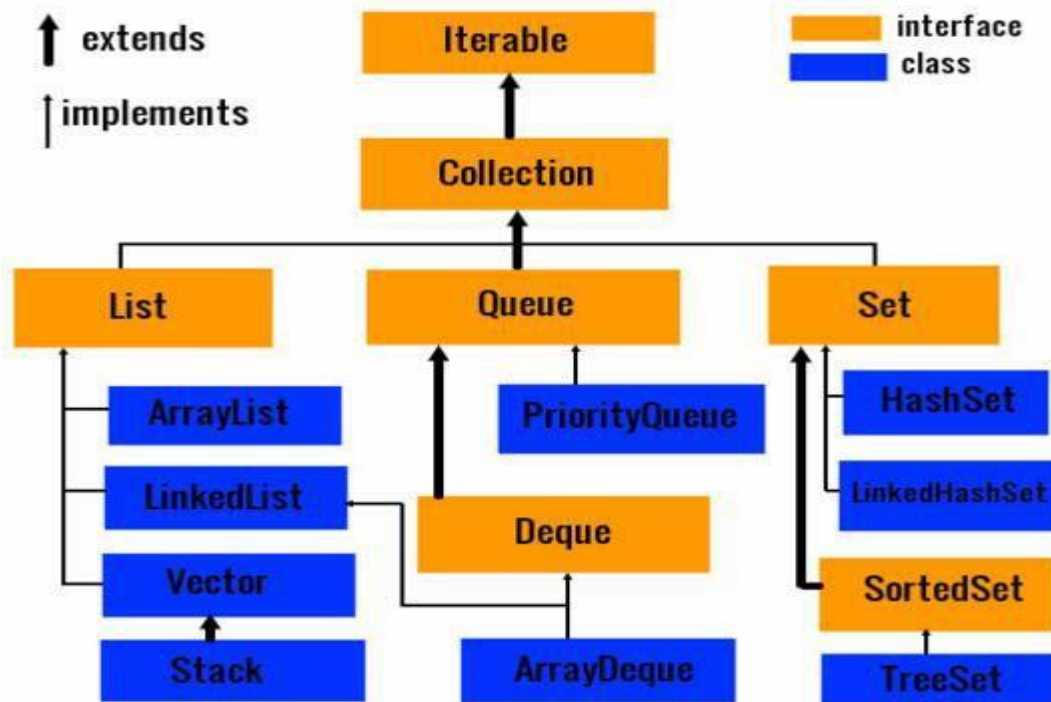 extends
Iterable
interface
class
implements
Collection
List
Queue
Set
ArrayList
PriorityQueue
HashSet
LinkedList
LinkedHashSet
Deque
Vector
SortedSet
Stack
ArrayDeque
TreeSet